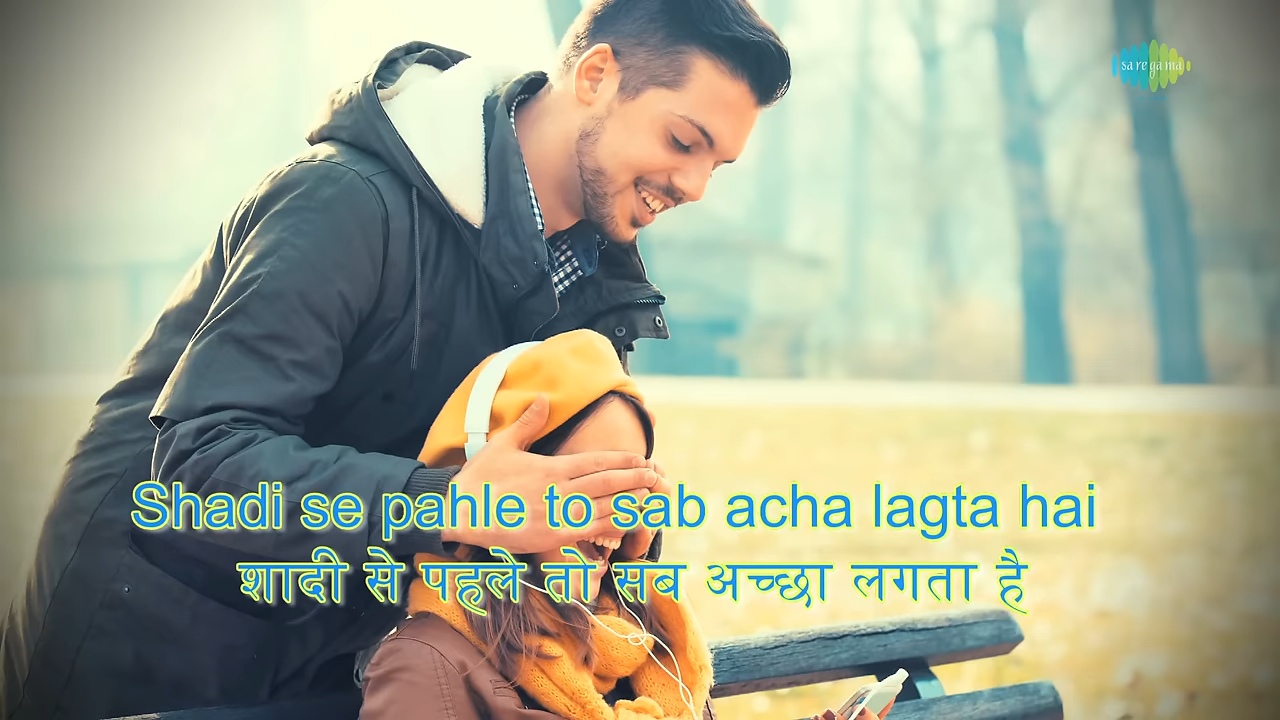 saregama
Shadi se pahle to sab acha lagta hai
शादी से पहले तो सब अच्छा लगता है